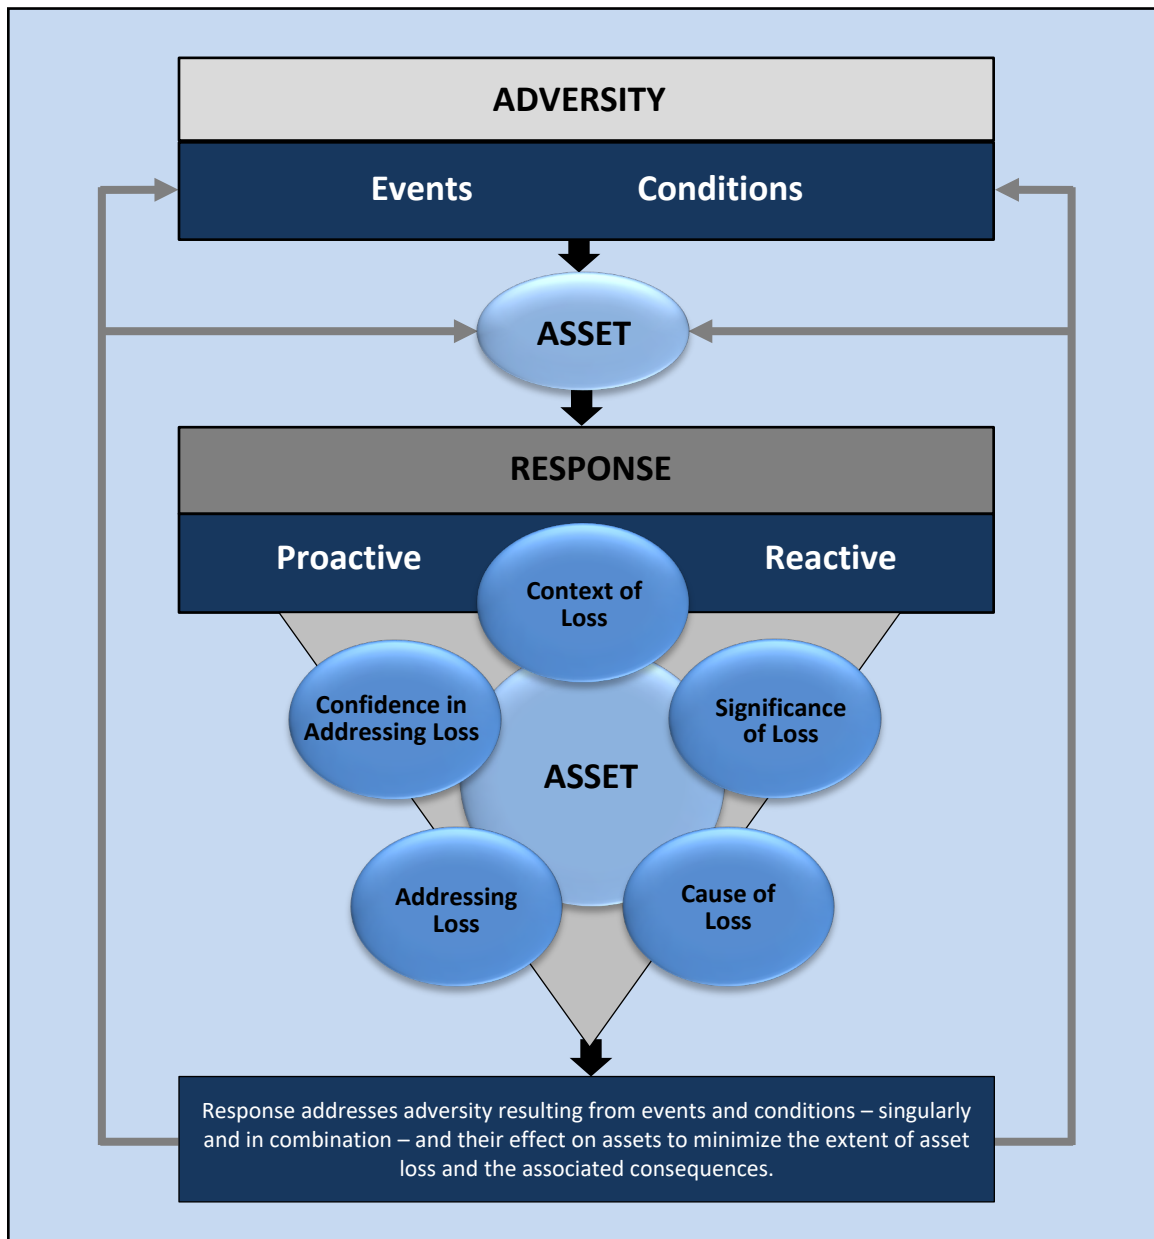 ADVERSITY
Events Conditions
ASSET
RESPONSE
Proactive Reactive
Context of
Loss
Confidence in
Addressing Loss
Significance
of Loss
ASSET
Addressing
Loss
Cause of
Loss
Response addresses adversity resulting from events and conditions – singularly
and in combination – and their effect on assets to minimize the extent of asset
loss and the associated consequences.